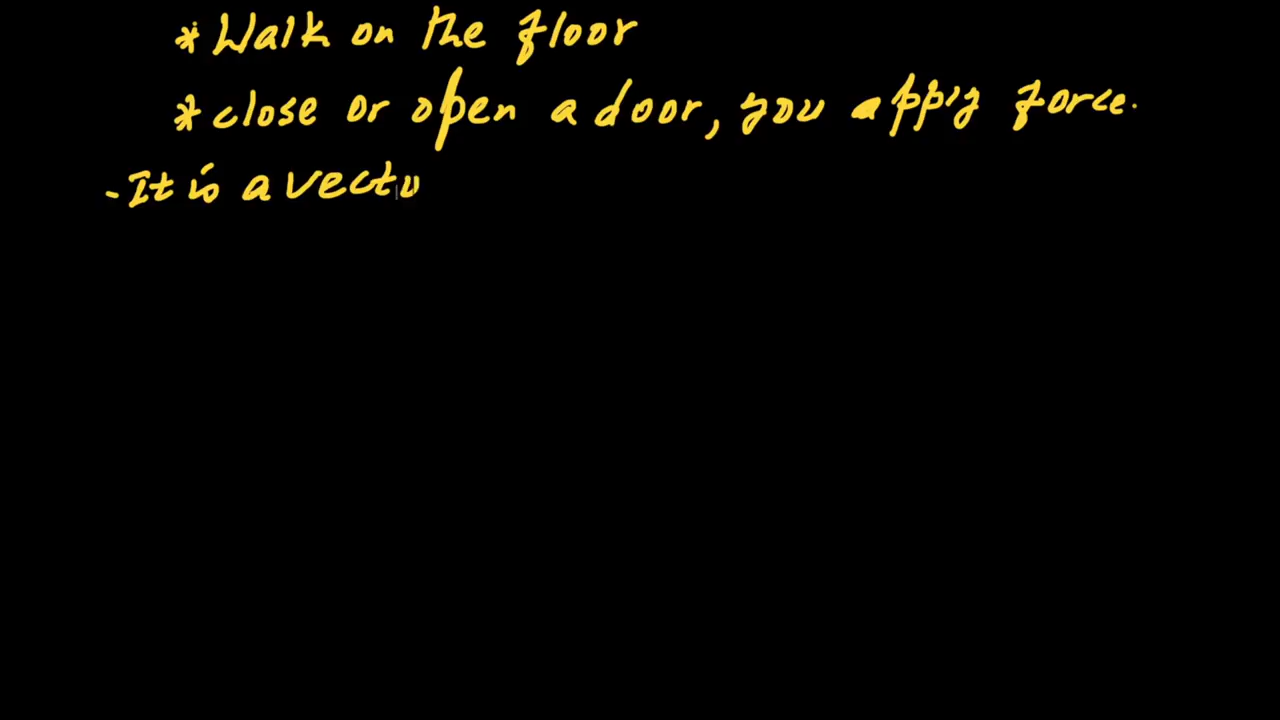 * Walk on the floor
* close or open a door, you apply force.
- It is a vecto